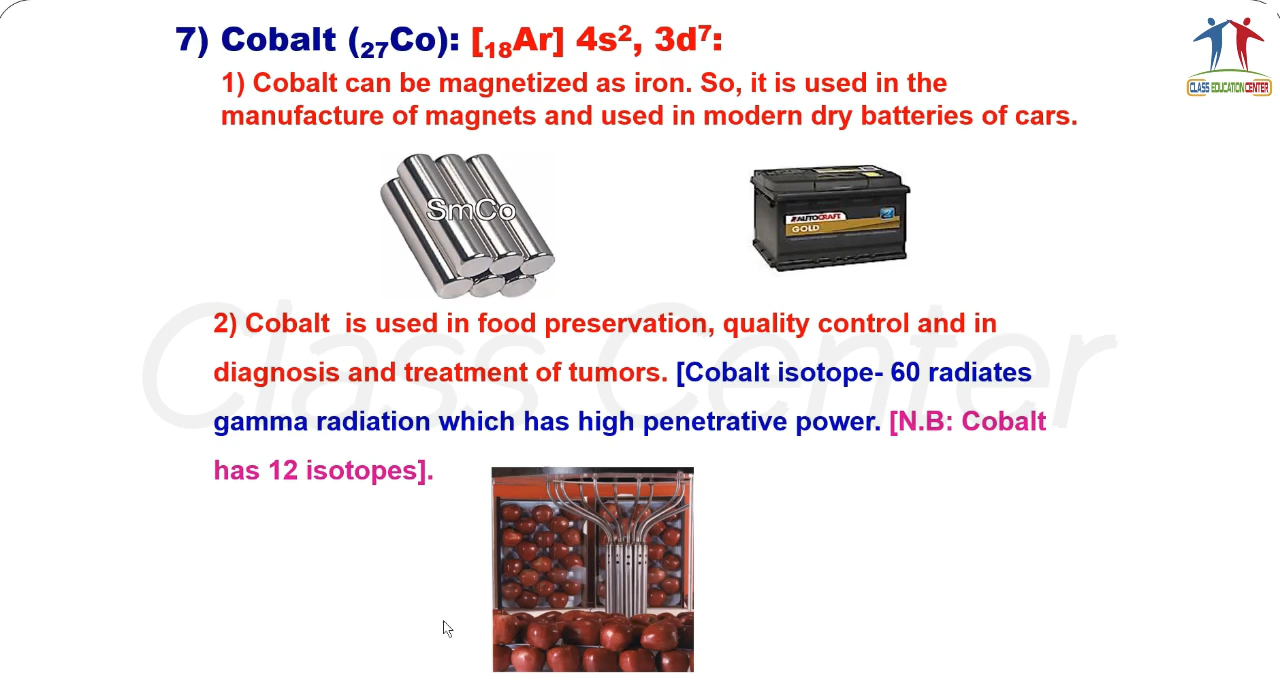 7) Cobalt (₂₇Co): [₁₈Ar] 4s², 3d⁷:
CLASS EDUCATION CENTER
1) Cobalt can be magnetized as iron. So, it is used in the
manufacture of magnets and used in modern dry batteries of cars.
SmCo
AUTOCRAFT
GOLD
Class Center
2) Cobalt is used in food preservation, quality control and in
diagnosis and treatment of tumors. [Cobalt isotope- 60 radiates
gamma radiation which has high penetrative power. [N.B: Cobalt
has 12 isotopes].